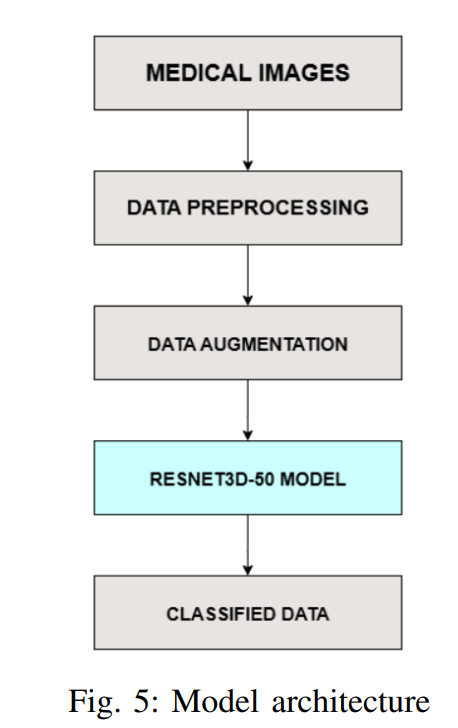 MEDICAL IMAGES
DATA PREPROCESSING
DATA AUGMENTATION
RESNET3D-50 MODEL
CLASSIFIED DATA
Fig. 5: Model architecture